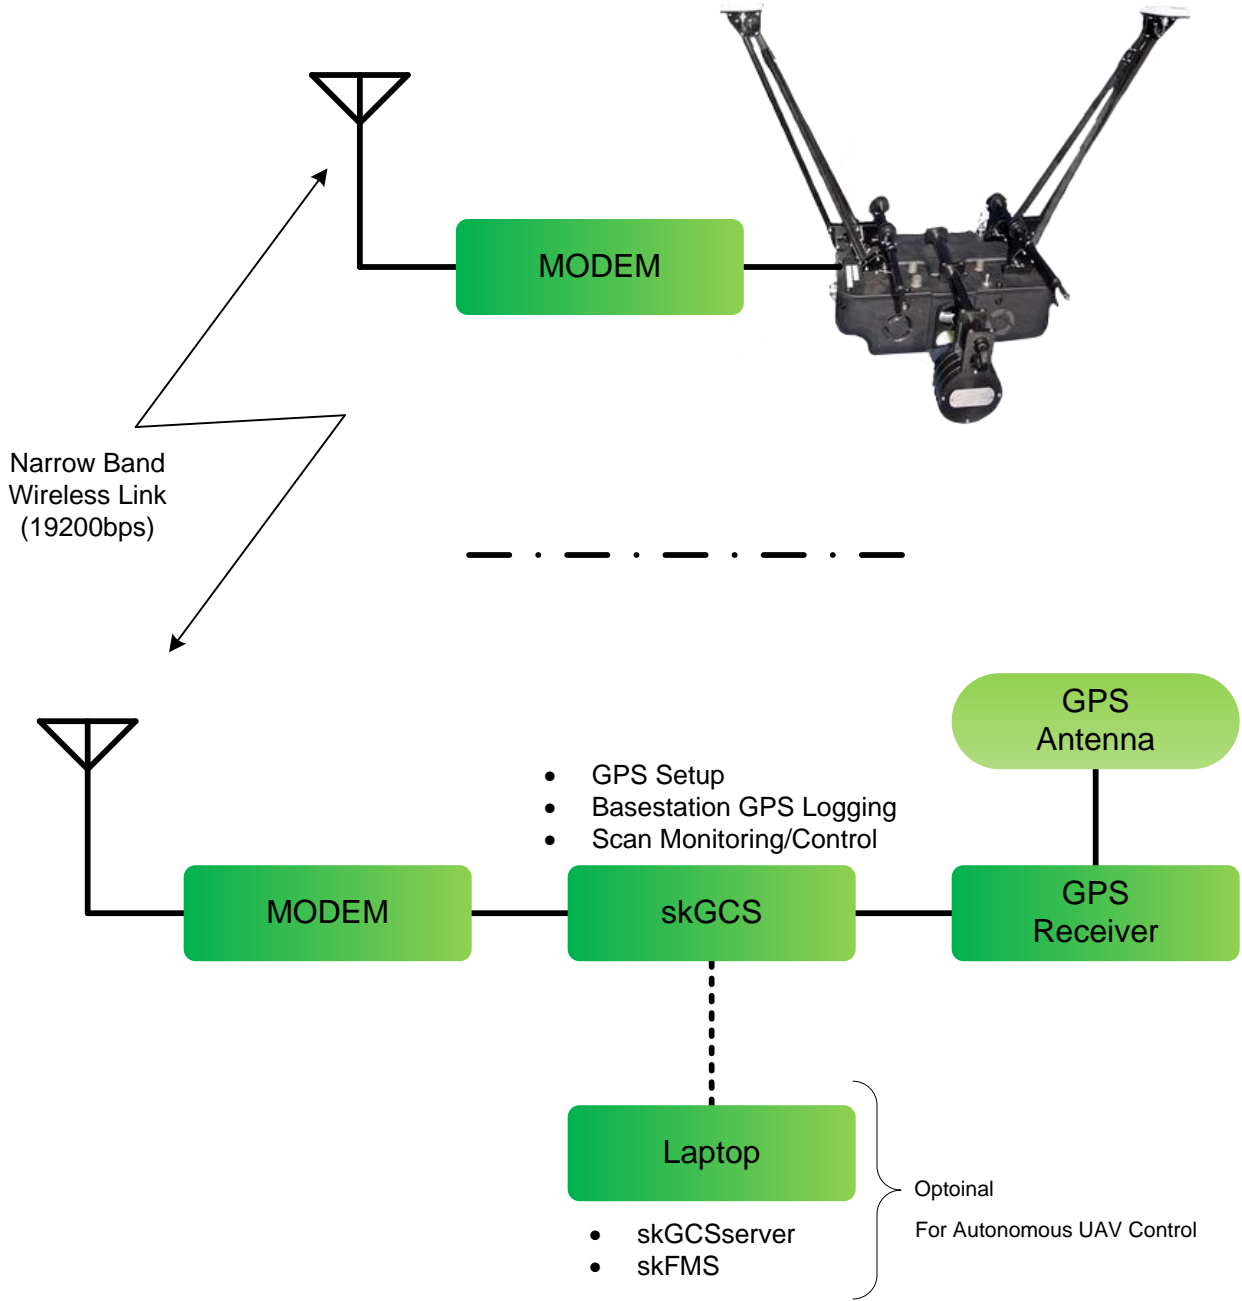 MODEM
Narrow Band
Wireless Link
(19200bps)
GPS
Antenna
• GPS Setup
• Basestation GPS Logging
• Scan Monitoring/Control
MODEM
skGCS
GPS
Receiver
Laptop
• skGCSserver
• skFMS
Optoinal
For Autonomous UAV Control